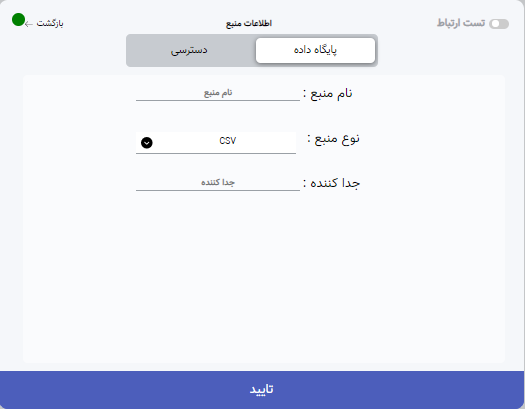 تست ارتباط
اطلاعات منبع
بازگشت ←
پایگاه داده
دسترسی
نام منبع :
نام منبع
نوع منبع :
CSV
جدا کننده :
جدا کننده
تایید